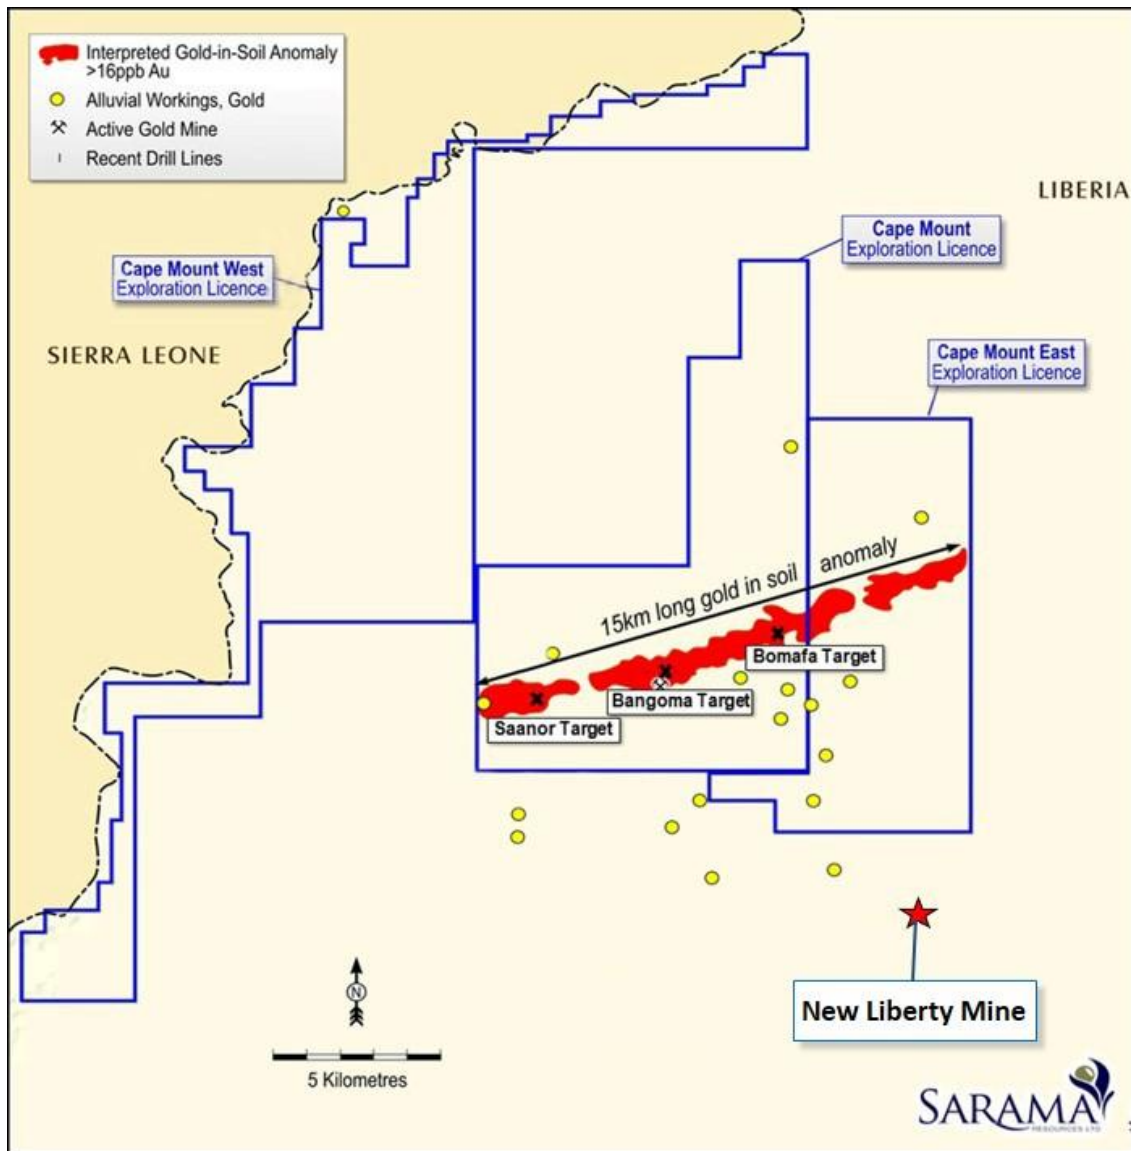 Interpreted Gold-in-Soil Anomaly
>16ppb Au
Alluvial Workings, Gold
Active Gold Mine
Recent Drill Lines
LIBERIA
Cape Mount
Exploration Licence
Cape Mount West
Exploration Licence
SIERRA LEONE
Cape Mount East
Exploration Licence
15km long gold in soil anomaly
Bomafa Target
Bangoma Target
Saanor Target
N
New Liberty Mine
5 Kilometres
SARAMA
RESOURCES LTD